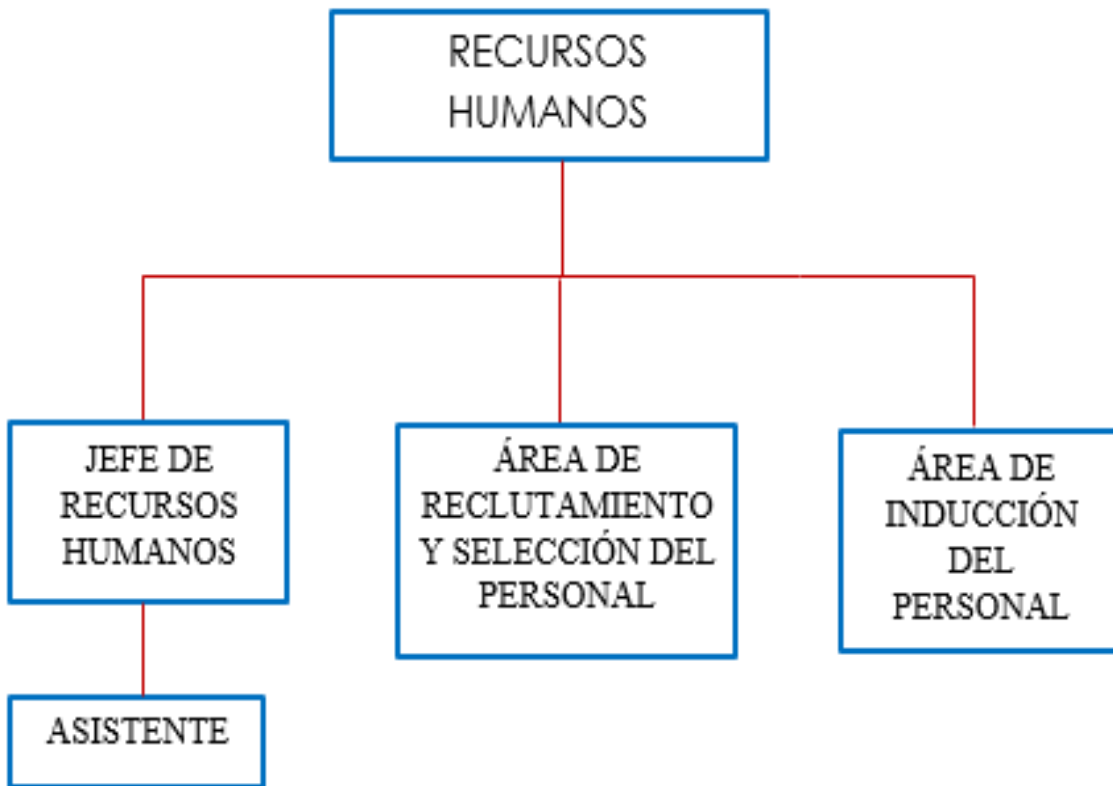 RECURSOS
HUMANOS
JEFE DE
RECURSOS
HUMANOS
ÁREA DE
RECLUTAMIENTO
Y SELECCIÓN DEL
PERSONAL
ÁREA DE
INDUCCIÓN
DEL
PERSONAL
ASISTENTE